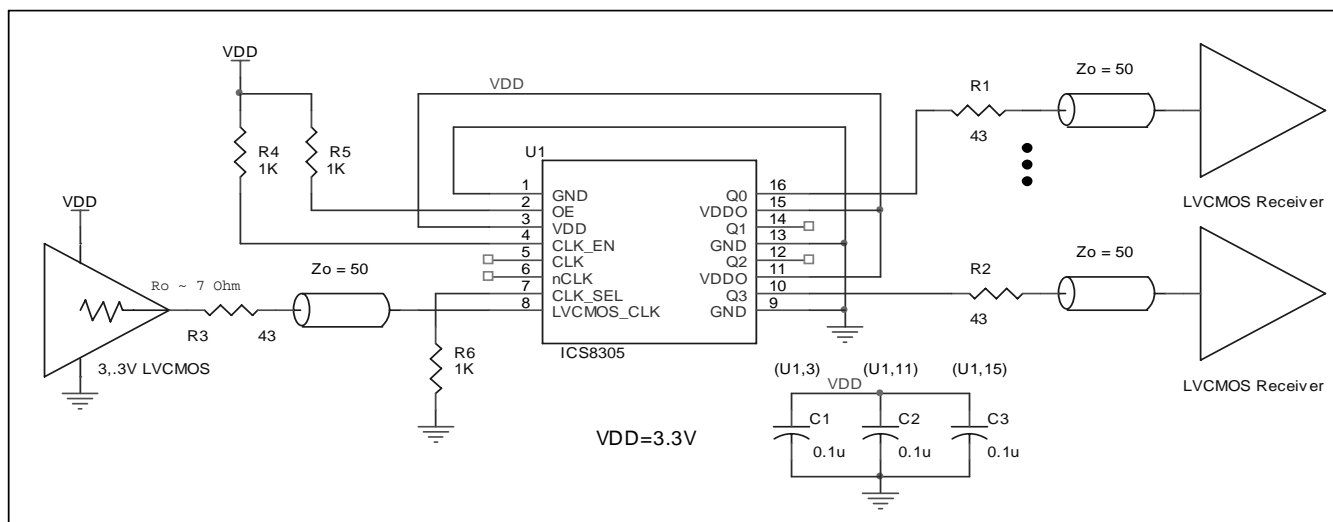 VDD
VDD
R4
1K
R5
1K
VDD
Ro ~ 7 Ohm
R3
43
3,.3V LVCMOS
Zo = 50
R6
1K
U1
1
GND
2
OE
3
VDD
4
CLK_EN
5
CLK
6
nCLK
7
CLK_SEL
8
LVCMOS_CLK
16
Q0
15
VDDO
14
Q1
13
GND
12
Q2
11
VDDO
10
Q3
9
GND
ICS8305
R1
43
Zo = 50
LVCMOS Receiver
R2
43
Zo = 50
LVCMOS Receiver
VDD=3.3V
(U1,3)
(U1,11)
(U1,15)
VDD
C1
0.1u
C2
0.1u
C3
0.1u